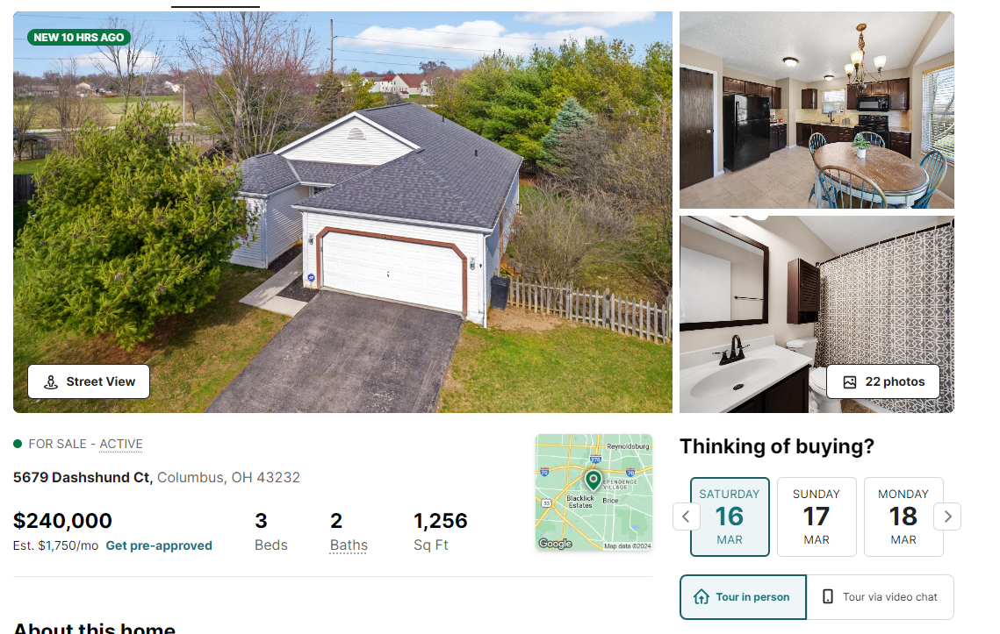 NEW 10 HRS AGO
Street View
22 photos
FOR SALE - ACTIVE
5679 Dashshund Ct, Columbus, OH 43232
$240,000
Est. $1,750/mo Get pre-approved
3
Beds
2
Baths
1,256
Sq Ft
Reynoldsburg
270
70
70
EPENDENCE
VILLAGE
Blacklick
Estates
Brice
33
Google
Map data ©2024
Thinking of buying?
SATURDAY
16
MAR
SUNDAY
17
MAR
MONDAY
18
MAR
Tour in person
Tour via video chat
About this home